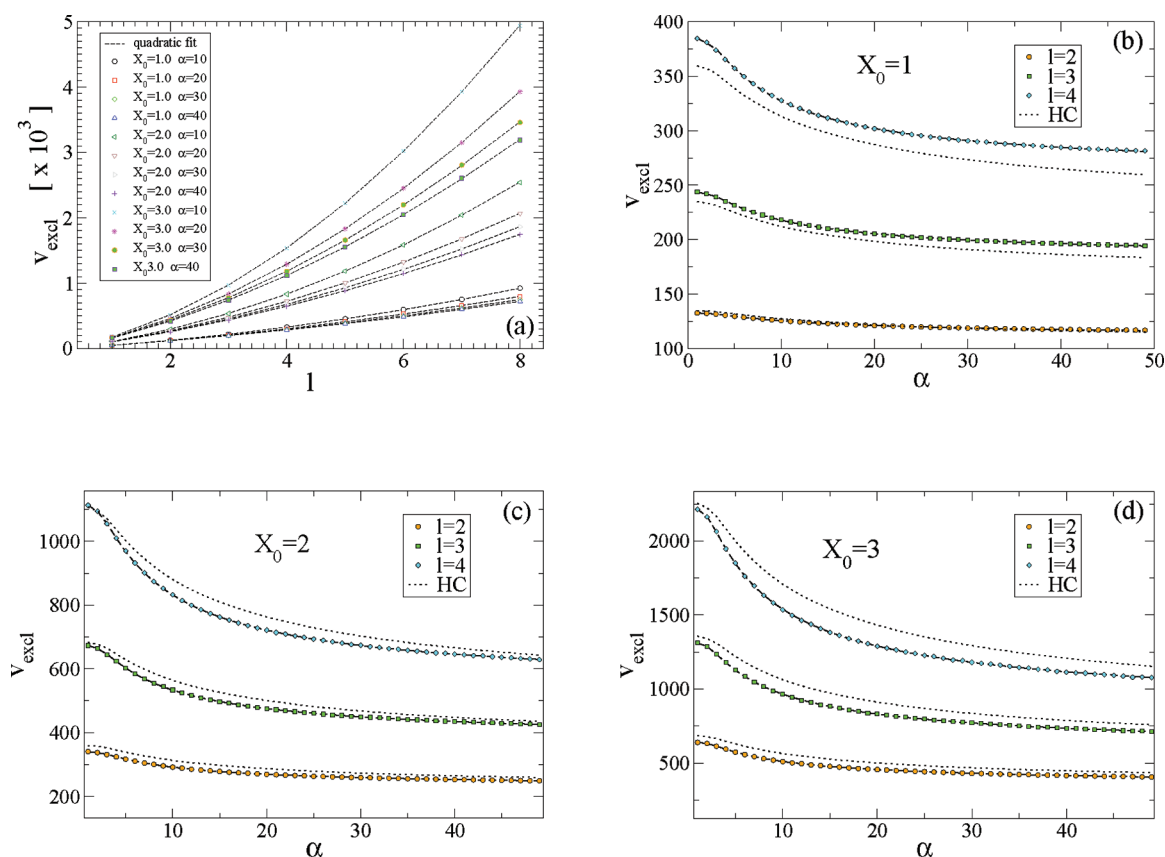 (a)
v_excl [ x 10^3 ]
5
4
3
2
1
0
2 4 6 8
l
quadratic fit
X_0=1.0 α=10
X_0=1.0 α=20
X_0=1.0 α=30
X_0=1.0 α=40
X_0=2.0 α=10
X_0=2.0 α=20
X_0=2.0 α=30
X_0=2.0 α=40
X_0=3.0 α=10
X_0=3.0 α=20
X_0=3.0 α=30
X_03.0 α=40
(b)
X_0=1
l=2
l=3
l=4
HC
v_excl
400
350
300
250
200
150
100
0 10 20 30 40 50
α
(c)
X_0=2
l=2
l=3
l=4
HC
v_excl
1000
800
600
400
200
10 20 30 40
α
(d)
X_0=3
l=2
l=3
l=4
HC
v_excl
2000
1500
1000
500
0 10 20 30 40
α